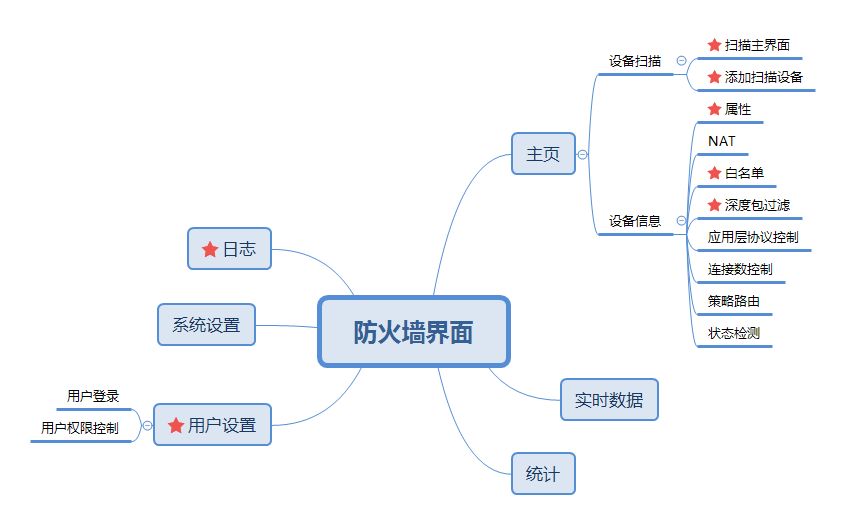 防火墙界面
主页
设备扫描
扫描主界面
添加扫描设备
设备信息
属性
NAT
白名单
深度包过滤
应用层协议控制
连接数控制
策略路由
状态检测
实时数据
统计
用户设置
用户登录
用户权限控制
系统设置
日志